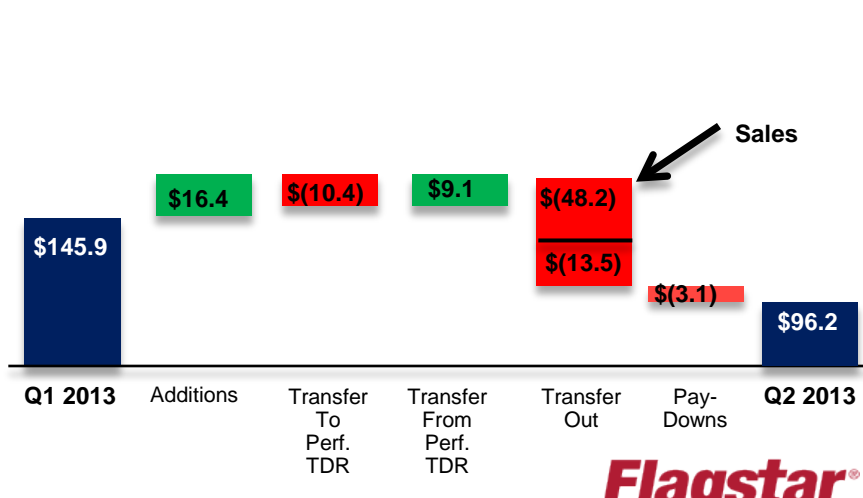 Sales
$16.4
$(10.4)
$9.1
$(48.2)
$145.9
$(13.5)
$(3.1)
$96.2
Q1 2013
Additions
Transfer
To
Perf.
TDR
Transfer
From
Perf.
TDR
Transfer
Out
Pay-
Downs
Q2 2013
Flagstar®